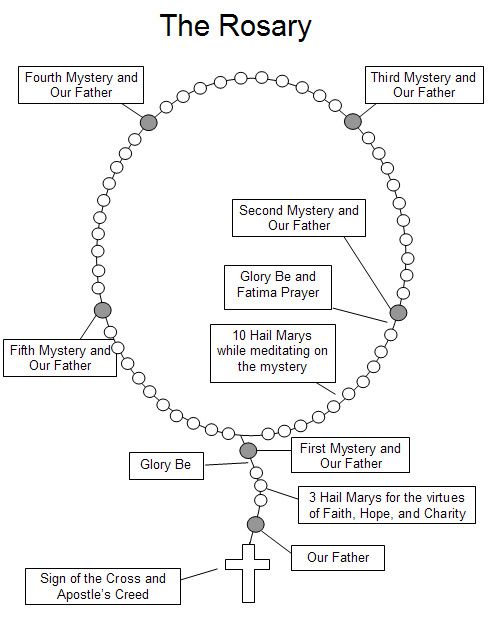 The Rosary
Fourth Mystery and
Our Father
Third Mystery and
Our Father
Second Mystery and
Our Father
Glory Be and
Fatima Prayer
10 Hail Marys
while meditating on
the mystery
Fifth Mystery and
Our Father
First Mystery and
Our Father
Glory Be
3 Hail Marys for the virtues
of Faith, Hope, and Charity
Our Father
Sign of the Cross and
Apostle's Creed